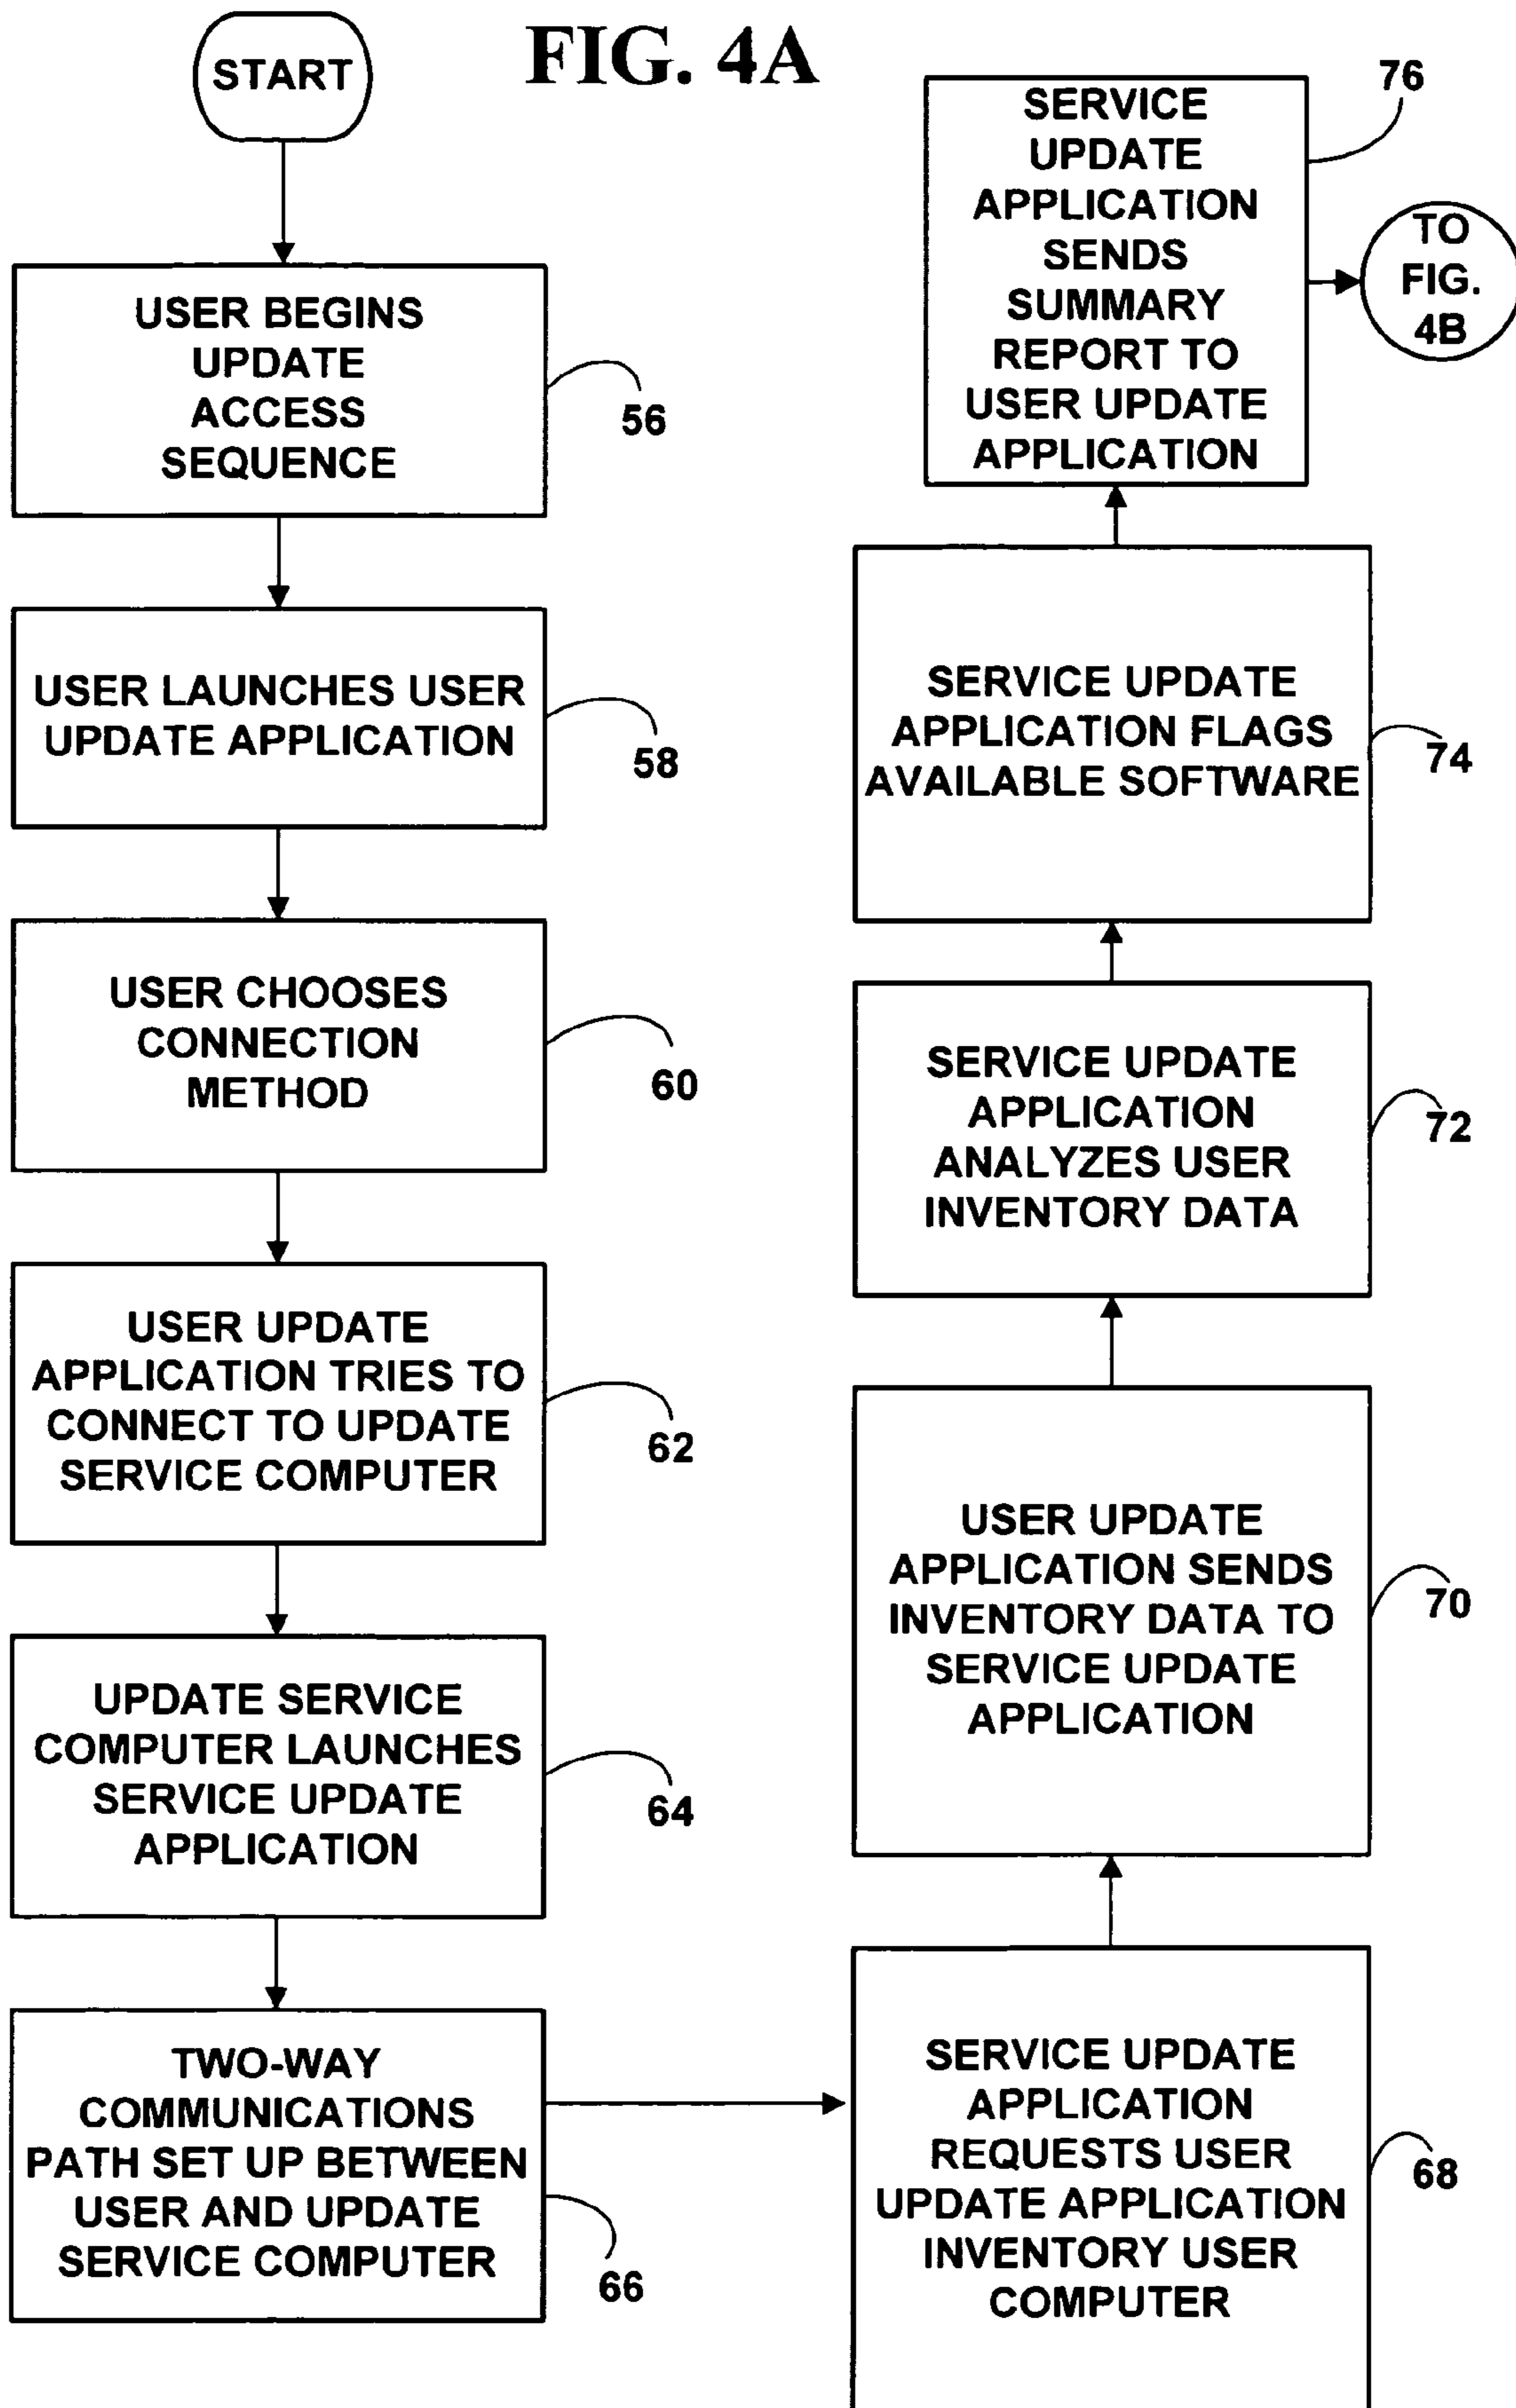 FIG. 4A
START
USER BEGINS
UPDATE
ACCESS
SEQUENCE
56
USER LAUNCHES USER
UPDATE APPLICATION
58
USER CHOOSES
CONNECTION
METHOD
60
USER UPDATE
APPLICATION TRIES TO
CONNECT TO UPDATE
SERVICE COMPUTER
62
UPDATE SERVICE
COMPUTER LAUNCHES
SERVICE UPDATE
APPLICATION
64
TWO-WAY
COMMUNICATIONS
PATH SET UP BETWEEN
USER AND UPDATE
SERVICE COMPUTER
66
SERVICE UPDATE
APPLICATION
REQUESTS USER
UPDATE APPLICATION
INVENTORY USER
COMPUTER
68
USER UPDATE
APPLICATION SENDS
INVENTORY DATA TO
SERVICE UPDATE
APPLICATION
70
SERVICE UPDATE
APPLICATION
ANALYZES USER
INVENTORY DATA
72
SERVICE UPDATE
APPLICATION FLAGS
AVAILABLE SOFTWARE
74
SERVICE
UPDATE
APPLICATION
SENDS
SUMMARY
REPORT TO
USER UPDATE
APPLICATION
76
TO
FIG.
4B